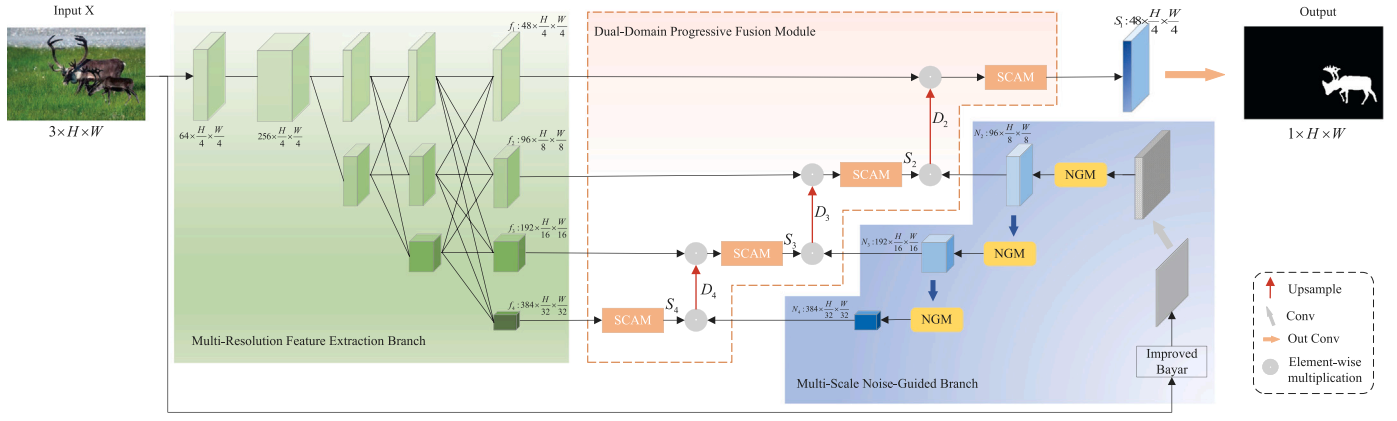 Input X
3×H×W
64×H/4×W/4
256×H/4×W/4
f₁:48×H/4×W/4
f₂:96×H/8×W/8
f₃:192×H/16×W/16
f₄:384×H/32×W/32
Multi-Resolution Feature Extraction Branch
Dual-Domain Progressive Fusion Module
SCAM
D₂
SCAM
S₂
D₃
SCAM
S₃
D₄
SCAM
S₄
S₁:48×H/4×W/4
Output
1×H×W
N₂:96×H/8×W/8
NGM
N₃:192×H/16×W/16
NGM
N₄:384×H/32×W/32
NGM
Improved
Bayar
Multi-Scale Noise-Guided Branch
Upsample
Conv
Out Conv
Element-wise
multiplication